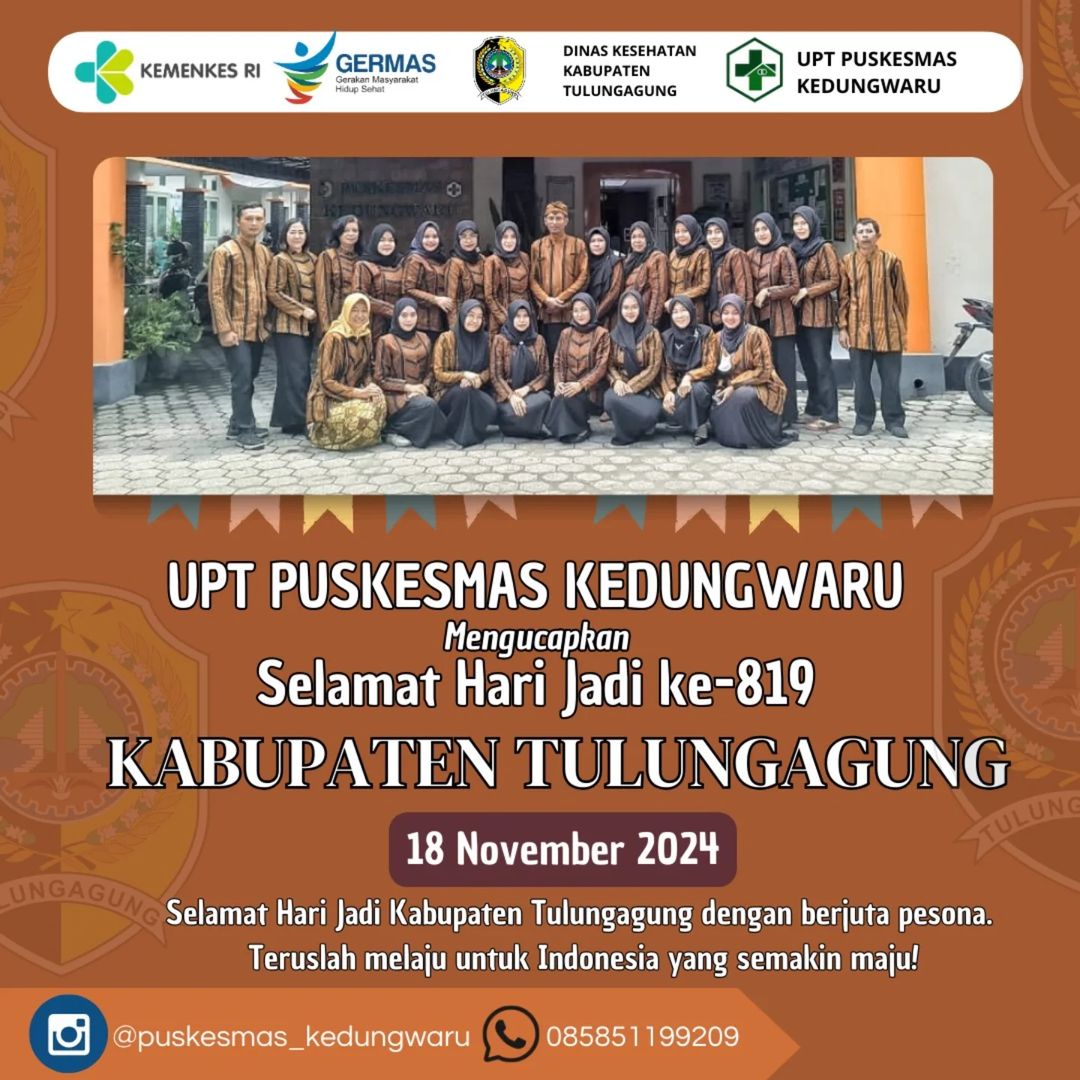 KEMENKES RI
GERMAS
Gerakan Masyarakat
Hidup Sehat
DINAS KESEHATAN
KABUPATEN
TULUNGAGUNG
UPT PUSKESMAS
KEDUNGWARU
PUSKESMAS
KEDUNGWARU
UPT PUSKESMAS KEDUNGWARU
Mengucapkan
Selamat Hari Jadi ke-819
KABUPATEN TULUNGAGUNG
18 November 2024
Selamat Hari Jadi Kabupaten Tulungagung dengan berjuta pesona.
Teruslah melaju untuk Indonesia yang semakin maju!
@puskesmas_kedungwaru
085851199209